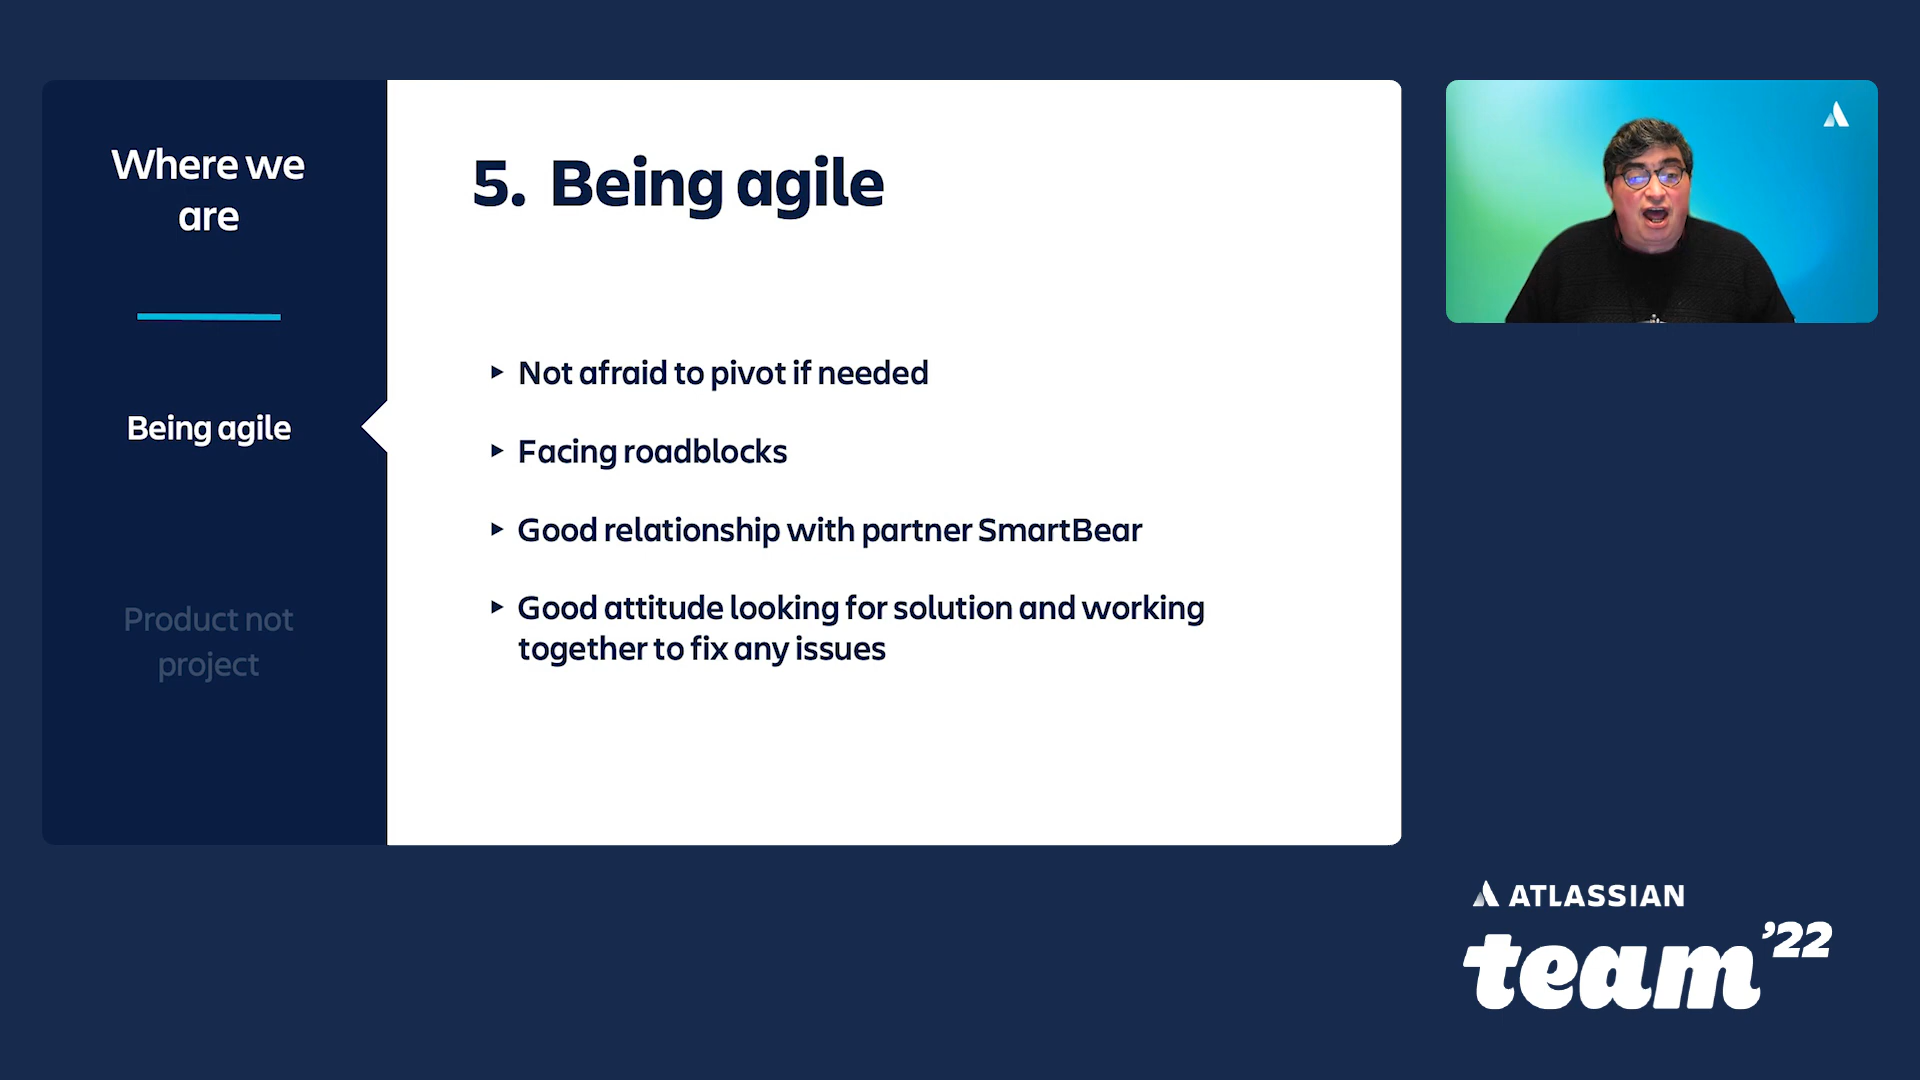 Where we
are
Being agile
Product not
project
5. Being agile
▸ Not afraid to pivot if needed
▸ Facing roadblocks
▸ Good relationship with partner SmartBear
▸ Good attitude looking for solution and working
together to fix any issues
ATLASSIAN
team '22